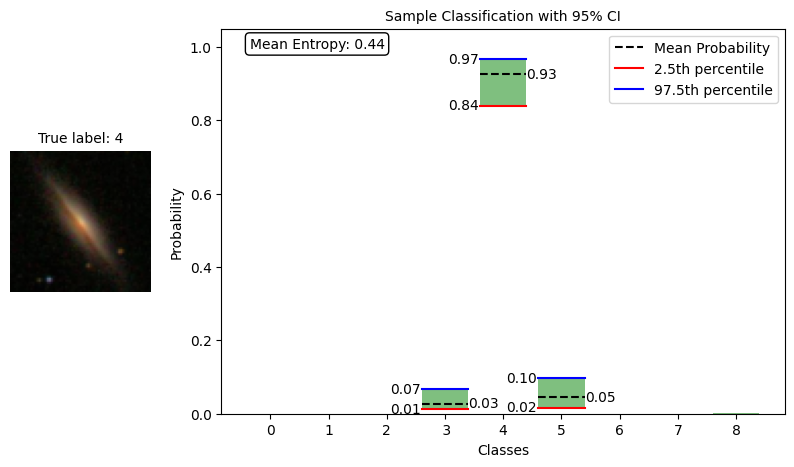 Sample Classification with 95% CI
True label: 4
Mean Entropy: 0.44
Mean Probability
2.5th percentile
97.5th percentile
Probability
1.0
0.8
0.6
0.4
0.2
0.0
0.97
0.93
0.84
0.07
0.03
0.01
0.10
0.05
0.02
0 1 2 3 4 5 6 7 8
Classes